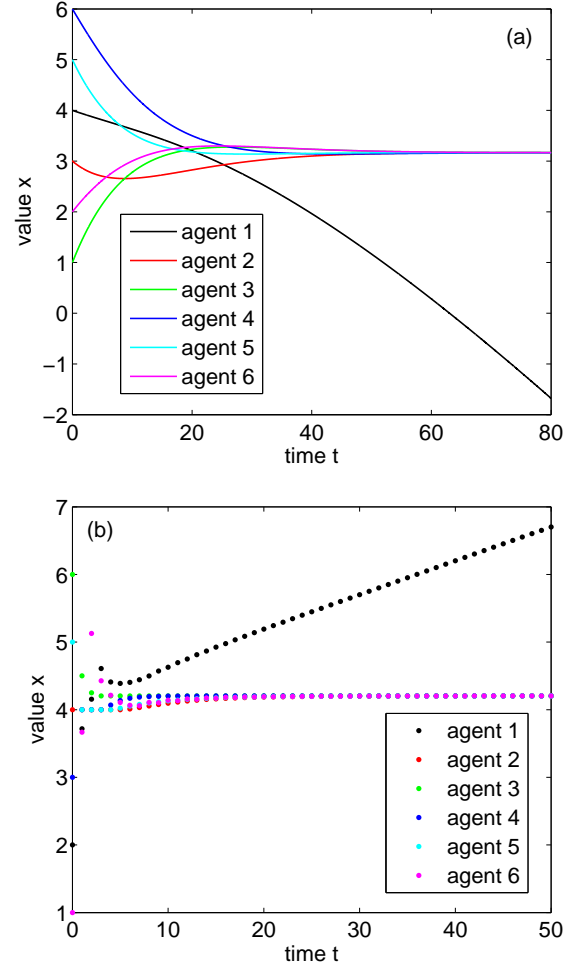 6
5
4
3
2
1
0
−1
−2
value x
(a)
agent 1
agent 2
agent 3
agent 4
agent 5
agent 6
0 20 40 60 80
time t
7
6
5
4
3
2
1
value x
(b)
agent 1
agent 2
agent 3
agent 4
agent 5
agent 6
0 10 20 30 40 50
time t